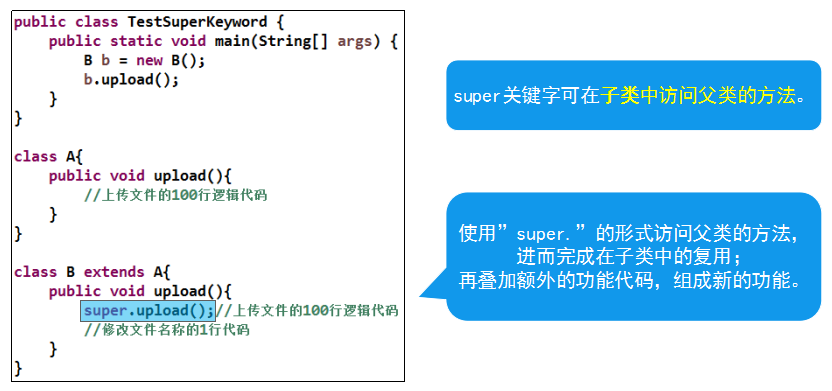 public class TestSuperKeyword {
    public static void main(String[] args) {
        B b = new B();
        b.upload();
    }
}
class A{
    public void upload(){
        //上传文件的100行逻辑代码
    }
}
class B extends A{
    public void upload(){
        super.upload();//上传文件的100行逻辑代码
        //修改文件名称的1行代码
    }
}
super关键字可在子类中访问父类的方法。
使用”super.”的形式访问父类的方法，
进而完成在子类中的复用；
再叠加额外的功能代码，组成新的功能。